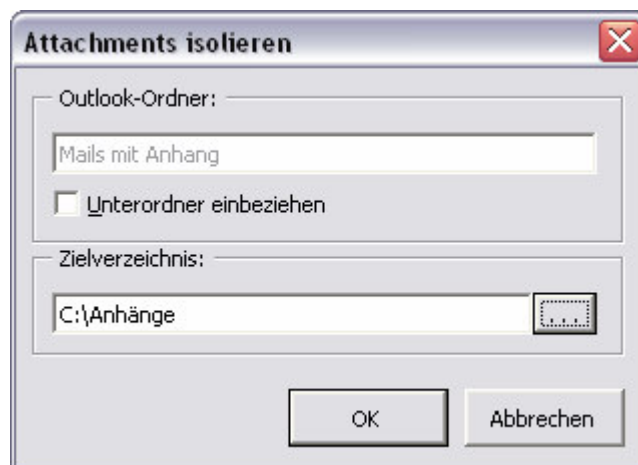 Attachments isolieren
Outlook-Ordner:
Mails mit Anhang
Unterordner einbeziehen
Zielverzeichnis:
C:\Anhänge
...
OK
Abbrechen